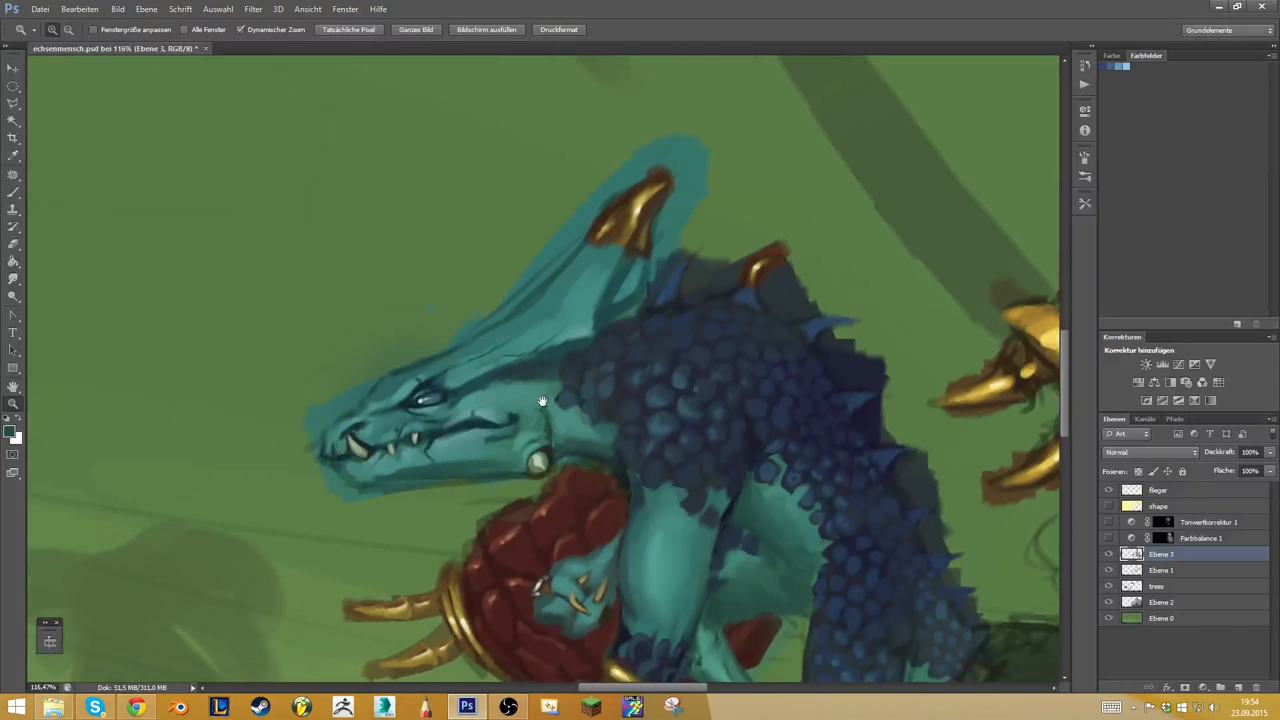 Ps Datei Bearbeiten Bild Ebene Schrift Auswahl Filter 3D Ansicht Fenster Hilfe
Fenstergröße anpassen Alle Fenster Dynamischer Zoom Tatsächliche Pixel Ganzes Bild Bildschirm ausfüllen Druckformat Grundelemente
echsenmensch.psd bei 116% (Ebene 3, RGB/8) *
Farbe Farbfelder
Korrekturen
Korrektur hinzufügen
Ebenen Kanäle Pfade
Art
Normal Deckkraft: 100%
Fixieren: Fläche: 100%
flieger
shape
Tonwertkorrektur 1
Farbbalance 1
Ebene 3
Ebene 1
trees
Ebene 2
Ebene 0
116,47% Dok: 51,5 MB/311,0 MB
19:54
23.09.2015